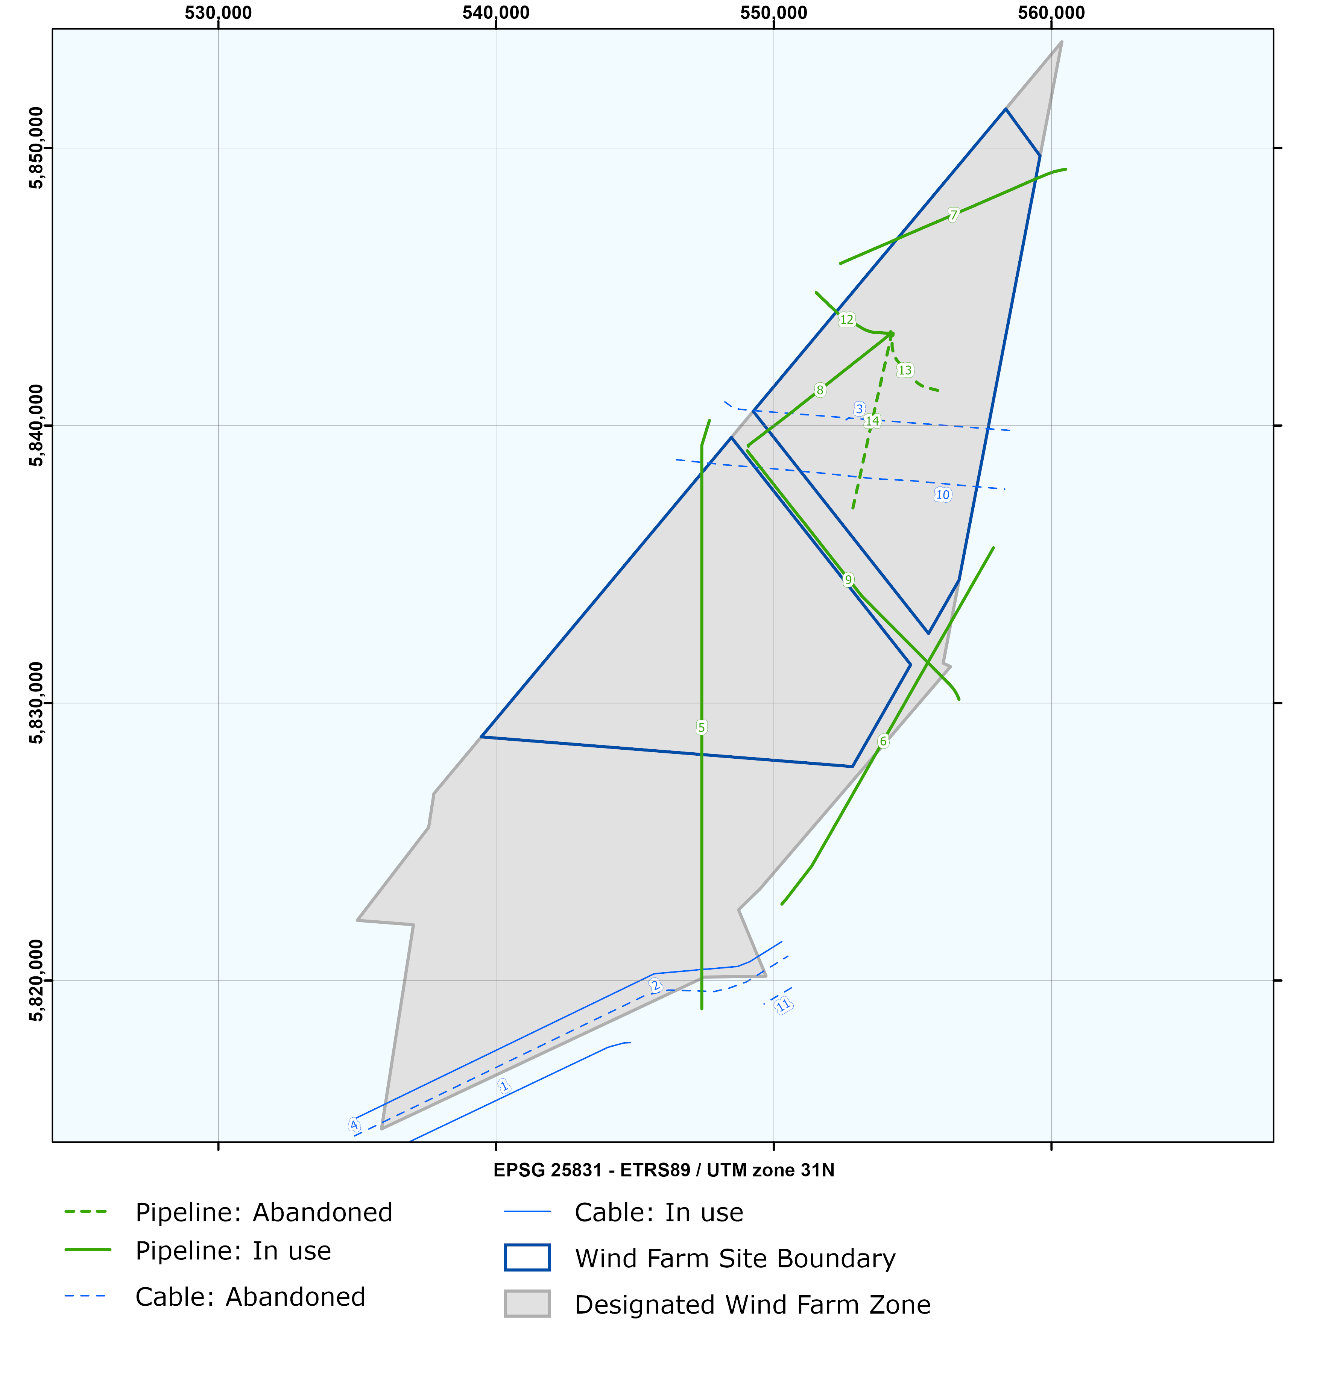 530,000 540,000 550,000 560,000
5,850,000
7
12
13
8
5,840,000
3
14
10
9
5,830,000
5
6
5,820,000
2
11
1
4
EPSG 25831 - ETRS89 / UTM zone 31N
Pipeline: Abandoned
Pipeline: In use
Cable: Abandoned
Cable: In use
Wind Farm Site Boundary
Designated Wind Farm Zone